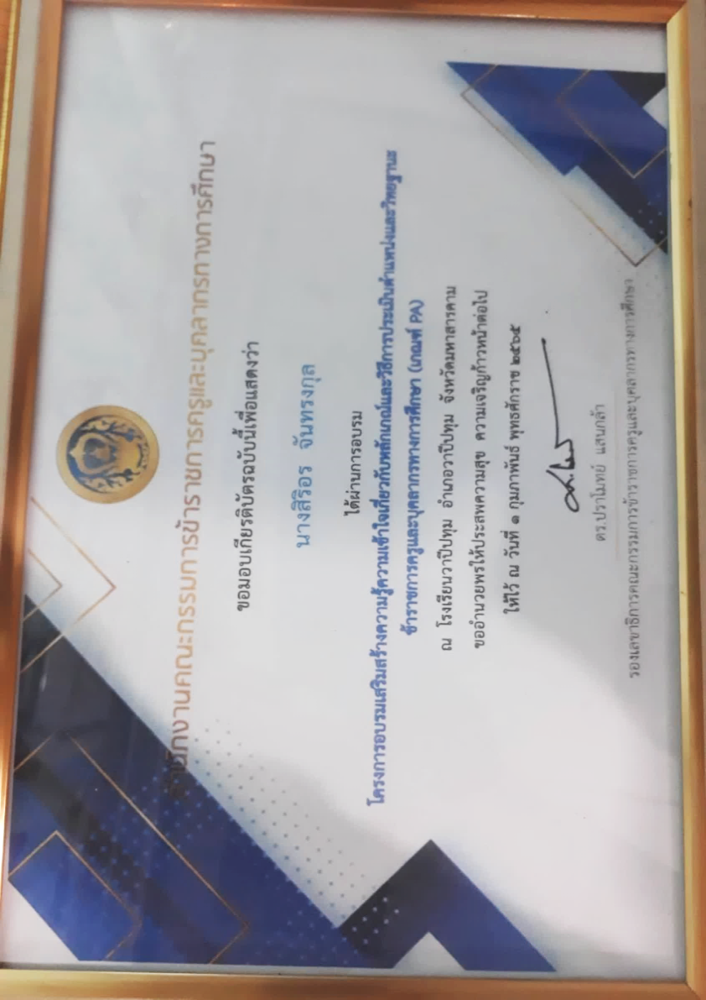 สำนักงานคณะกรรมการข้าราชการครูและบุคลากรทางการศึกษา
ขอมอบเกียรติบัตรฉบับนี้เพื่อแสดงว่า
นางสิริอร จันทรงกุล
ได้ผ่านการอบรม
โครงการอบรมเสริมสร้างความรู้ความเข้าใจเกี่ยวกับหลักเกณฑ์และวิธีการประเมินตำแหน่งและวิทยฐานะ
ข้าราชการครูและบุคลากรทางการศึกษา (เกณฑ์ PA)
ณ โรงเรียนวาปีปทุม อำเภอวาปีปทุม จังหวัดมหาสารคาม
ขออำนวยพรให้ประสพความสุข ความเจริญก้าวหน้าต่อไป
ให้ไว้ ณ วันที่ ๑ กุมภาพันธ์ พุทธศักราช ๒๕๖๕
ดร.ปราโมทย์ แสนกล้า
รองเลขาธิการคณะกรรมการข้าราชการครูและบุคลากรทางการศึกษา